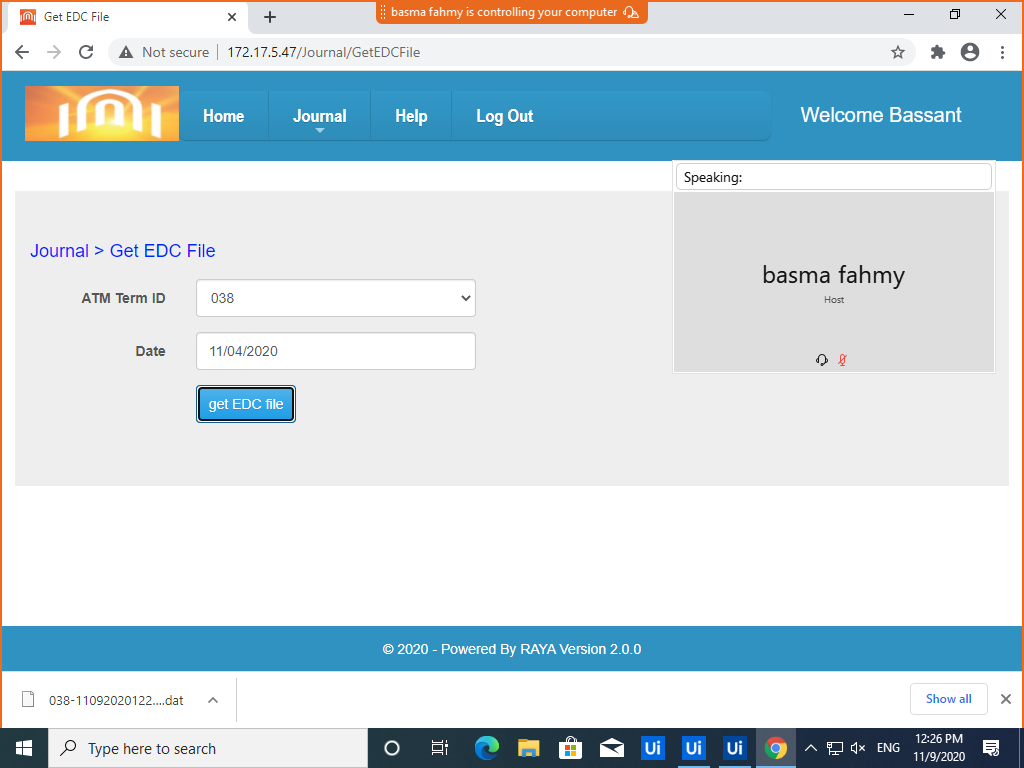 Get EDC File
basma fahmy is controlling your computer
Not secure
172.17.5.47/Journal/GetEDCFile
Home
Journal
Help
Log Out
Welcome Bassant
Speaking:
basma fahmy
Host
Journal > Get EDC File
ATM Term ID
038
Date
11/04/2020
get EDC file
© 2020 - Powered By RAYA Version 2.0.0
038-11092020122....dat
Show all
Type here to search
Ui
Ui
Ui
ENG
12:26 PM
11/9/2020